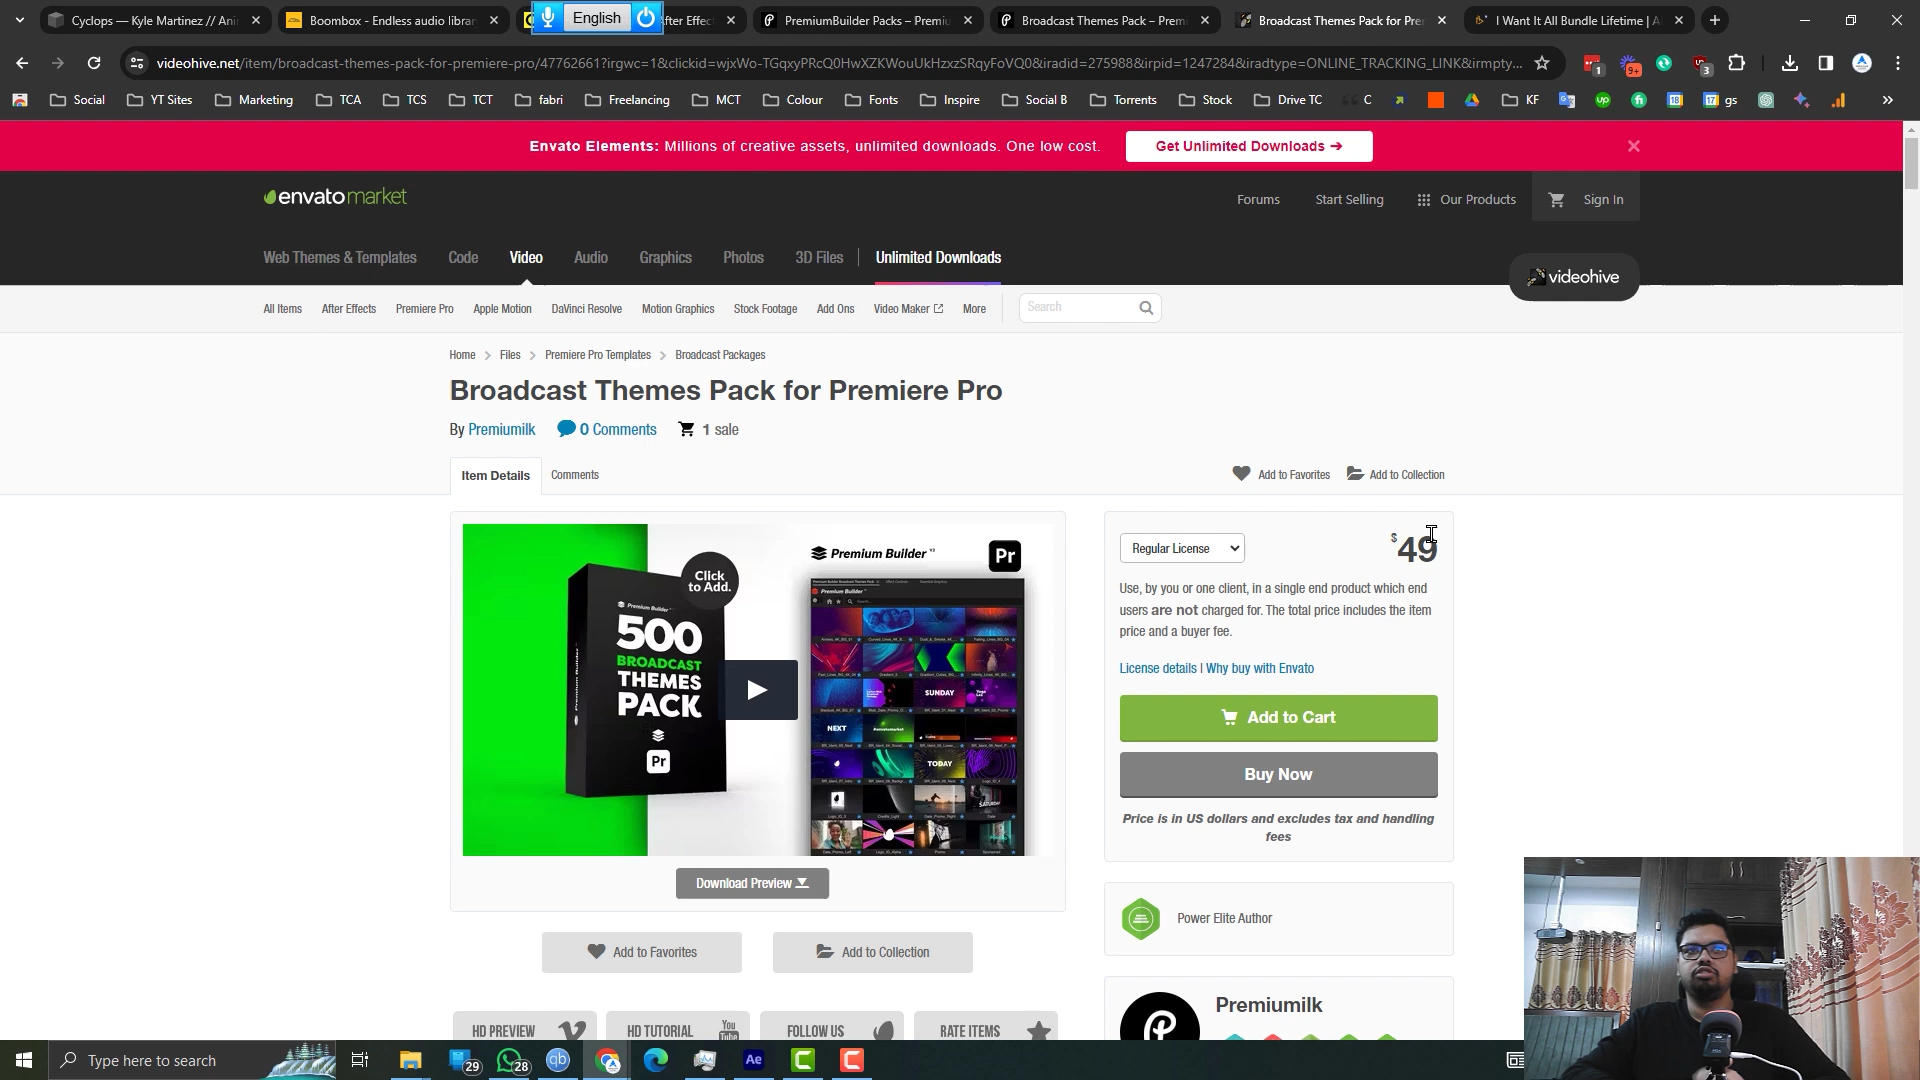 Cyclops — Kyle Martinez // Ani
Boombox - Endless audio librar
English
After Effec
PremiumBuilder Packs – Premiu
Broadcast Themes Pack – Prem
Broadcast Themes Pack for Pre
I Want It All Bundle Lifetime | A
videohive.net/item/broadcast-themes-pack-for-premiere-pro/47762661?irgwc=1&clickid=wjxWo-TGqxyPRcQ0HwXZKWouUkHzxzSRqyFoVQ0&iradid=275988&irpid=1247284&iradtype=ONLINE_TRACKING_LINK&irmpty...
1
9+
3
Social
YT Sites
Marketing
TCA
TCS
TCT
fabri
Freelancing
MCT
Colour
Fonts
Inspire
Social B
Torrents
Stock
Drive TC
C
KF
gs
Envato Elements: Millions of creative assets, unlimited downloads. One low cost.
Get Unlimited Downloads →
envatomarket
Forums
Start Selling
Our Products
Sign In
Web Themes & Templates
Code
Video
Audio
Graphics
Photos
3D Files
Unlimited Downloads
videohive
All Items
After Effects
Premiere Pro
Apple Motion
DaVinci Resolve
Motion Graphics
Stock Footage
Add Ons
Video Maker
More
Search
Home
Files
Premiere Pro Templates
Broadcast Packages
Broadcast Themes Pack for Premiere Pro
By Premiumilk
0 Comments
1 sale
Item Details
Comments
Add to Favorites
Add to Collection
Click
to Add.
Premium Builder
500
BROADCAST
THEMES
PACK
Pr
Premium Builder
Pr
SUNDAY
NEXT
TODAY
SATURDAY
Download Preview
Regular License
$49
Use, by you or one client, in a single end product which end
users are not charged for. The total price includes the item
price and a buyer fee.
License details | Why buy with Envato
Add to Cart
Buy Now
Price is in US dollars and excludes tax and handling
fees
Power Elite Author
Add to Favorites
Add to Collection
Premiumilk
HD PREVIEW
HD TUTORIAL
You
Tube
FOLLOW US
RATE ITEMS
Type here to search
29
28
qb
Ae